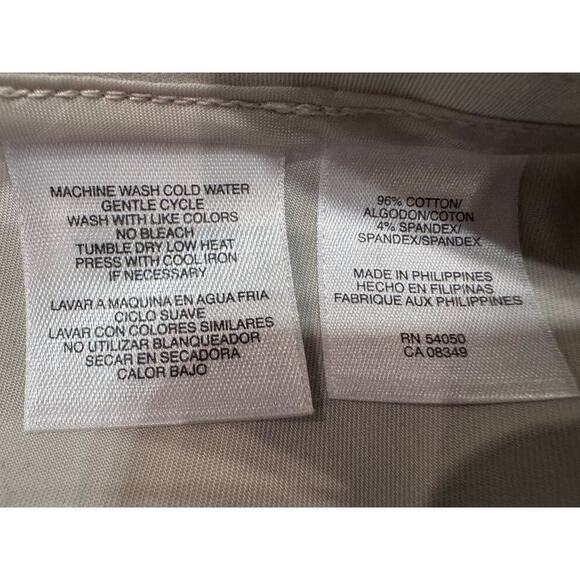 MACHINE WASH COLD WATER
GENTLE CYCLE
WASH WITH LIKE COLORS
NO BLEACH
TUMBLE DRY LOW HEAT
PRESS WITH COOL IRON
IF NECESSARY
LAVAR A MAQUINA EN AGUA FRIA
CICLO SUAVE
LAVAR CON COLORES SIMILARES
NO UTILIZAR BLANQUEADOR
SECAR EN SECADORA
CALOR BAJO
96% COTTON/
ALGODON/COTON
4% SPANDEX/
SPANDEX/SPANDEX
MADE IN PHILIPPINES
HECHO EN FILIPINAS
FABRIQUE AUX PHILIPPINES
RN 54050
CA 08349